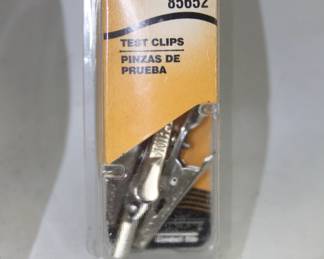 85652
TEST CLIPS
PINZAS DE
PRUEBA